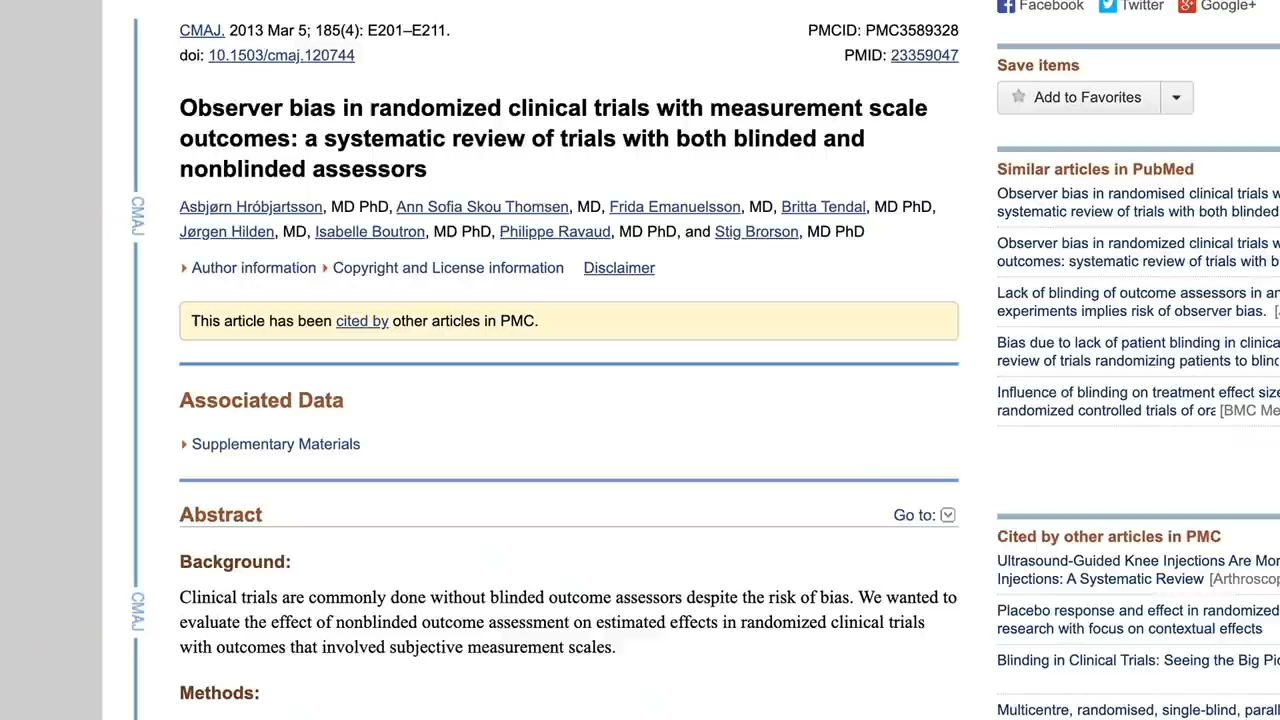 CMAJ. 2013 Mar 5; 185(4): E201–E211.
doi: 10.1503/cmaj.120744
PMCID: PMC3589328
PMID: 23359047
Observer bias in randomized clinical trials with measurement scale
outcomes: a systematic review of trials with both blinded and
nonblinded assessors
Asbjørn Hróbjartsson, MD PhD, Ann Sofia Skou Thomsen, MD, Frida Emanuelsson, MD, Britta Tendal, MD PhD,
Jørgen Hilden, MD, Isabelle Boutron, MD PhD, Philippe Ravaud, MD PhD, and Stig Brorson, MD PhD
Author information Copyright and License information Disclaimer
This article has been cited by other articles in PMC.
Associated Data
Supplementary Materials
Abstract
Go to:
Background:
Clinical trials are commonly done without blinded outcome assessors despite the risk of bias. We wanted to
evaluate the effect of nonblinded outcome assessment on estimated effects in randomized clinical trials
with outcomes that involved subjective measurement scales.
Methods:
CMAJ
CMAJ
Facebook Twitter Google+
Save items
Add to Favorites
Similar articles in PubMed
Observer bias in randomised clinical trials
systematic review of trials with both blinded
Observer bias in randomized clinical trials
outcomes: systematic review of trials with
Lack of blinding of outcome assessors in
experiments implies risk of observer bias.
Bias due to lack of patient blinding in
review of trials randomizing patients to
Influence of blinding on treatment effect
randomized controlled trials of [BMC
Cited by other articles in PMC
Ultrasound-Guided Knee Injections Are
Injections: A Systematic Review
Placebo response and effect in randomized
research with focus on contextual effects
Blinding in Clinical Trials: Seeing the Big
Multicentre, randomised, single-blind,